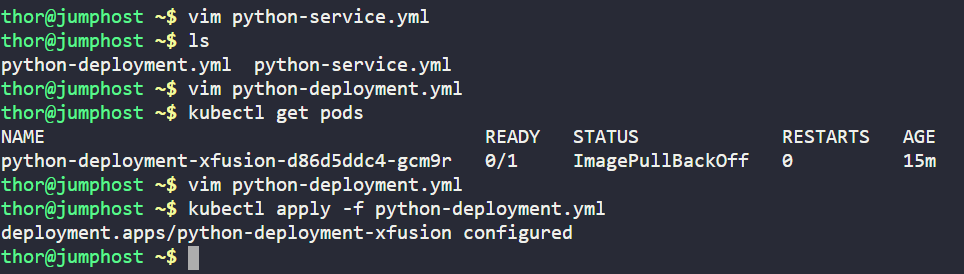 thor@jumphost ~$ vim python-service.yml
thor@jumphost ~$ ls
python-deployment.yml  python-service.yml
thor@jumphost ~$ vim python-deployment.yml
thor@jumphost ~$ kubectl get pods
NAME                                        READY   STATUS             RESTARTS   AGE
python-deployment-xfusion-d86d5ddc4-gcm9r   0/1     ImagePullBackOff   0          15m
thor@jumphost ~$ vim python-deployment.yml
thor@jumphost ~$ kubectl apply -f python-deployment.yml
deployment.apps/python-deployment-xfusion configured
thor@jumphost ~$